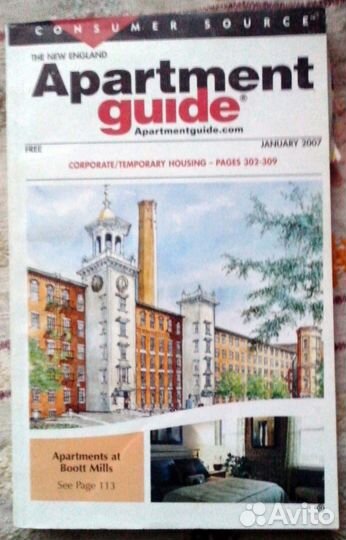 CONSUMER SOURCE
THE NEW ENGLAND
Apartment
guide®
Apartmentguide.com
FREE
JANUARY 2007
CORPORATE/TEMPORARY HOUSING – PAGES 302-309
Apartments at
Boott Mills
See Page 113
Avito